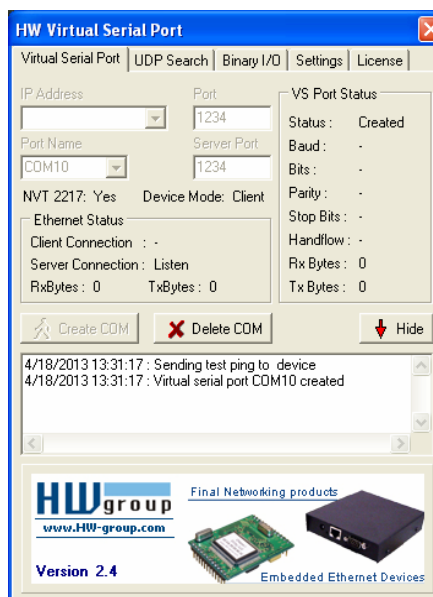 HW Virtual Serial Port
Virtual Serial Port UDP Search Binary I/O Settings License
IP Address Port
1234
Port Name Server Port
COM10 1234
NVT 2217: Yes Device Mode: Client
Ethernet Status
Client Connection : -
Server Connection : Listen
RxBytes : 0 TxBytes : 0
VS Port Status
Status : Created
Baud : -
Bits : -
Parity : -
Stop Bits : -
Handflow : -
Rx Bytes : 0
Tx Bytes : 0
Create COM Delete COM Hide
4/18/2013 13:31:17 : Sending test ping to device
4/18/2013 13:31:17 : Virtual serial port COM10 created
HW group
www.HW-group.com
Version 2.4
Final Networking products
Embedded Ethernet Devices